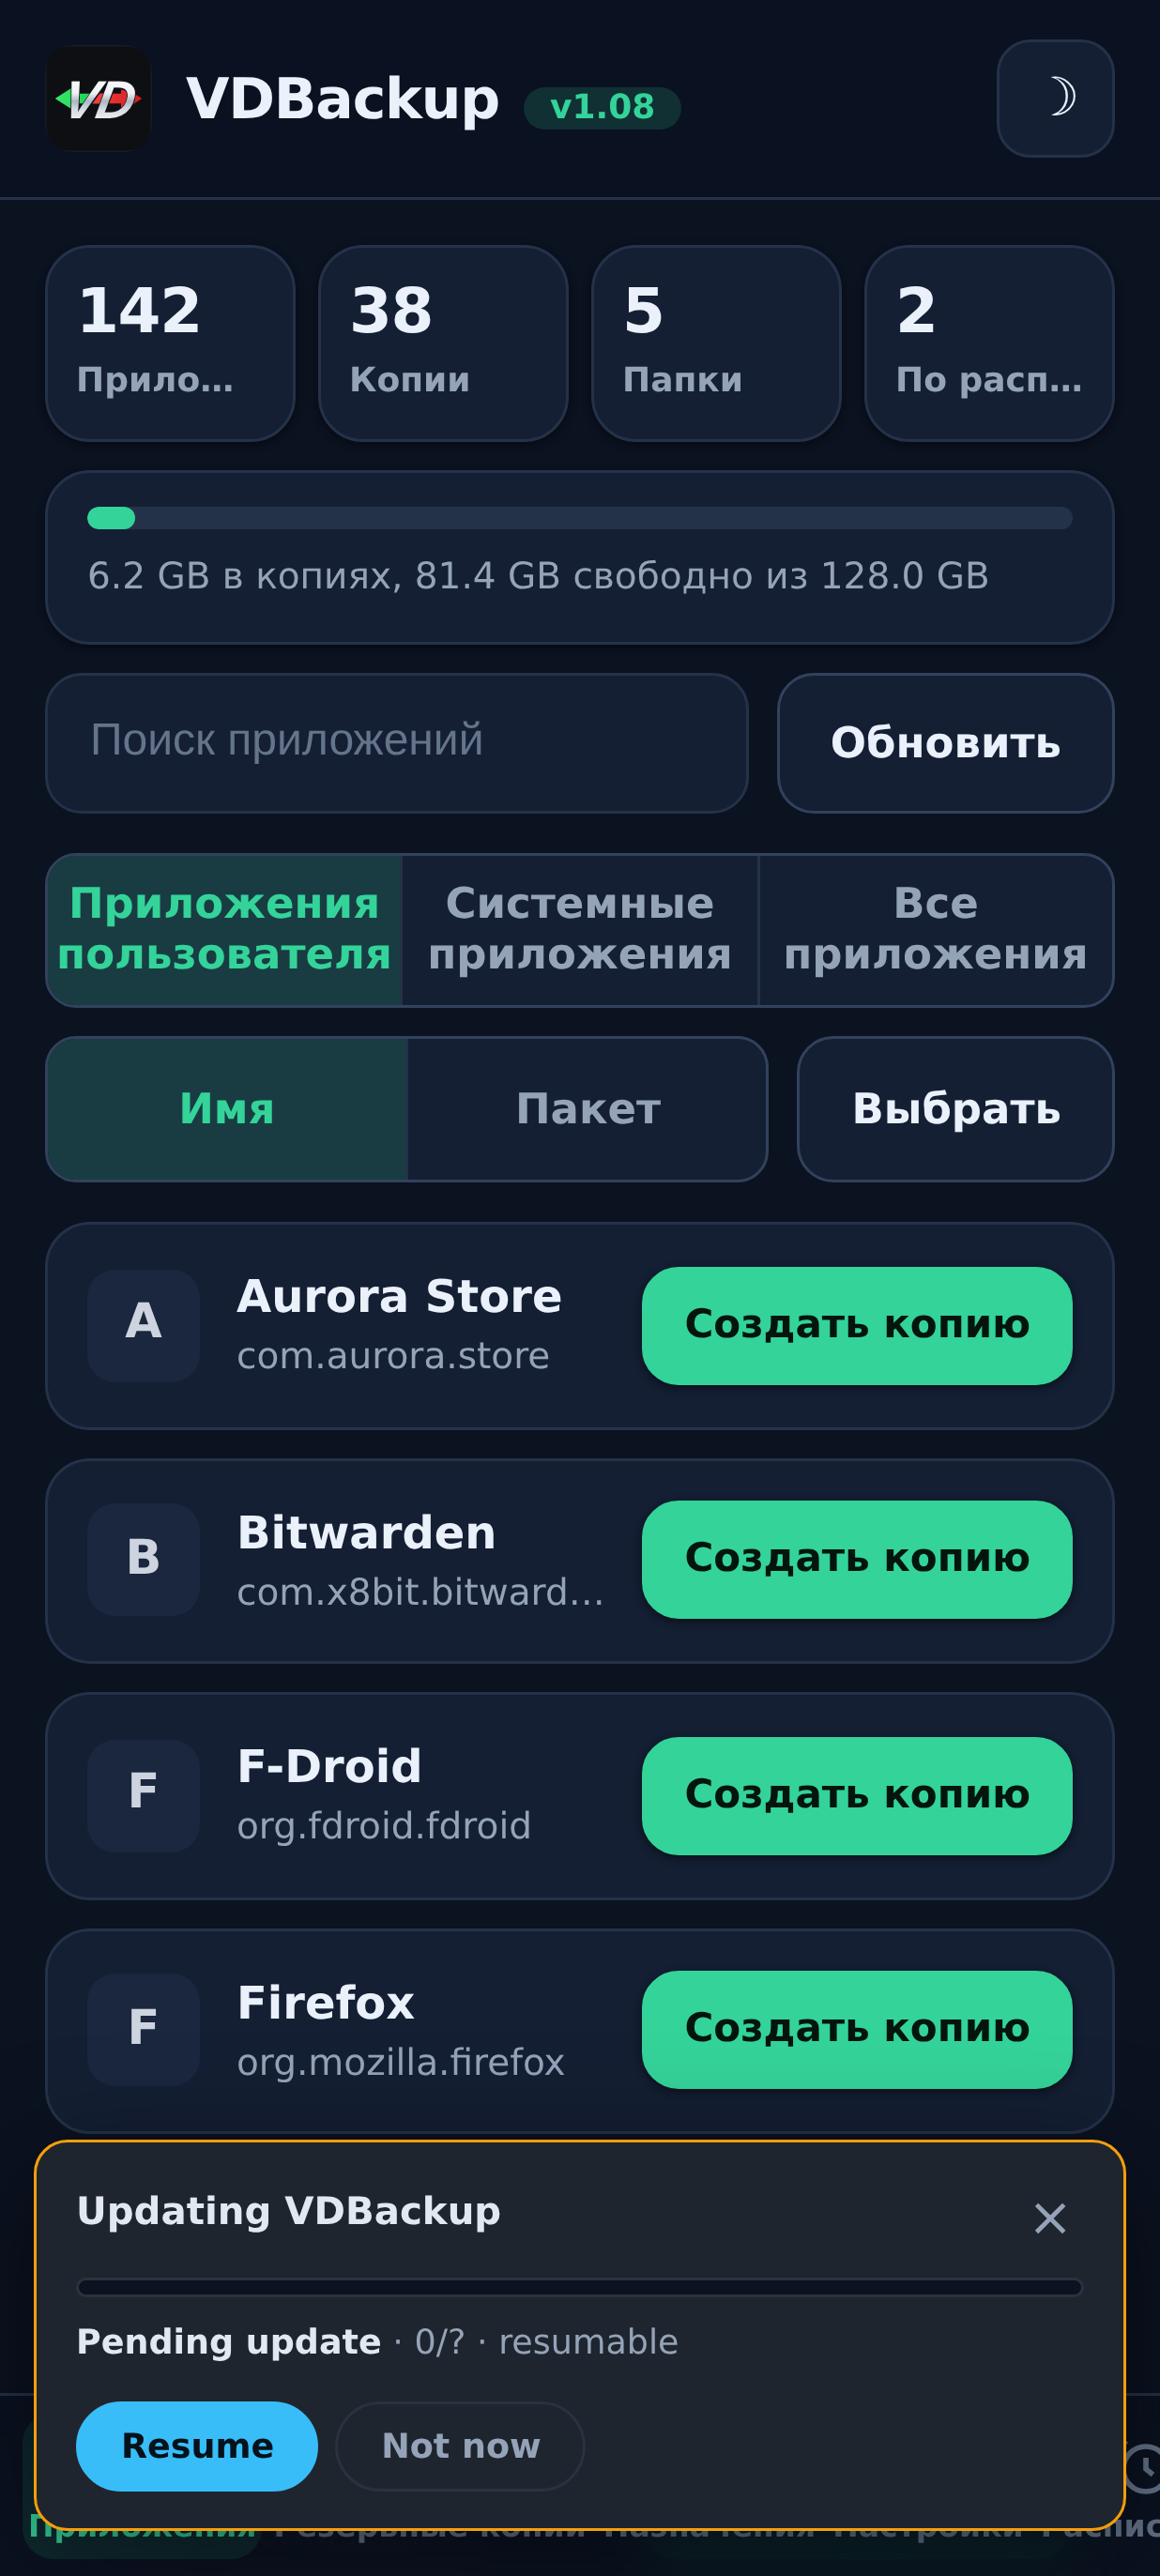 VD
VDBackup v1.08
142
Прило...
38
Копии
5
Папки
2
По расп...
6.2 GB в копиях, 81.4 GB свободно из 128.0 GB
Поиск приложений
Обновить
Приложения
пользователя
Системные
приложения
Все
приложения
Имя
Пакет
Выбрать
A
Aurora Store
com.aurora.store
Создать копию
B
Bitwarden
com.x8bit.bitward...
Создать копию
F
F-Droid
org.fdroid.fdroid
Создать копию
F
Firefox
org.mozilla.firefox
Создать копию
Updating VDBackup
Pending update · 0/? · resumable
Resume
Not now
Приложения